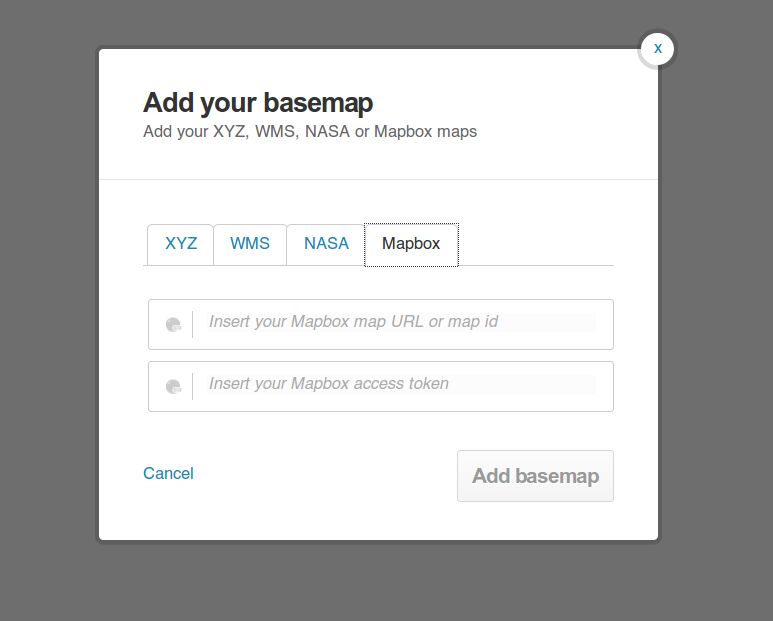 x
Add your basemap
Add your XYZ, WMS, NASA or Mapbox maps
XYZ WMS NASA Mapbox
Insert your Mapbox map URL or map id
Insert your Mapbox access token
Cancel Add basemap